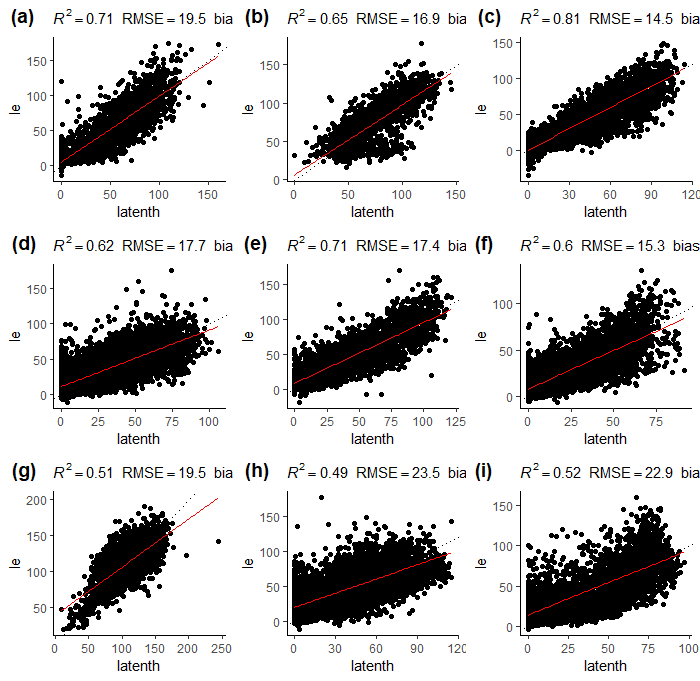 (a) R² = 0.71 RMSE = 19.5 bia
150
100
50
0
le
0 50 100 150
latenth
(b) R² = 0.65 RMSE = 16.9 bia
150
100
50
0
le
0 50 100 150
latenth
(c) R² = 0.81 RMSE = 14.5 bia
150
100
50
0
le
0 30 60 90 120
latenth
(d) R² = 0.62 RMSE = 17.7 bia
150
100
50
0
le
0 25 50 75 100
latenth
(e) R² = 0.71 RMSE = 17.4 bia
150
100
50
0
le
0 25 50 75 100 125
latenth
(f) R² = 0.6 RMSE = 15.3 bias
100
50
0
le
0 25 50 75
latenth
(g) R² = 0.51 RMSE = 19.5 bia
200
150
100
50
le
0 50 100 150 200 250
latenth
(h) R² = 0.49 RMSE = 23.5 bia
150
100
50
0
le
0 30 60 90 120
latenth
(i) R² = 0.52 RMSE = 22.9 bia
150
100
50
0
le
0 25 50 75 100
latenth